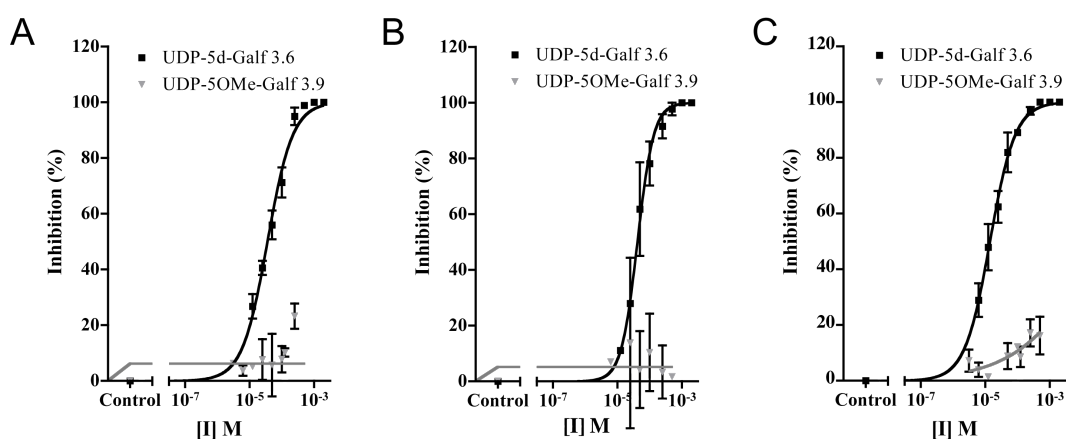 A
UDP-5d-Galf 3.6
UDP-5OMe-Galf 3.9
Inhibition (%)
120
100
80
60
40
20
0
Control
10-7
10-5
10-3
[I] M
B
UDP-5d-Galf 3.6
UDP-5OMe-Galf 3.9
Inhibition (%)
120
100
80
60
40
20
0
Control
10-7
10-5
10-3
[I] M
C
UDP-5d-Galf 3.6
UDP-5OMe-Galf 3.9
Inhibition (%)
120
100
80
60
40
20
0
Control
10-7
10-5
10-3
[I] M